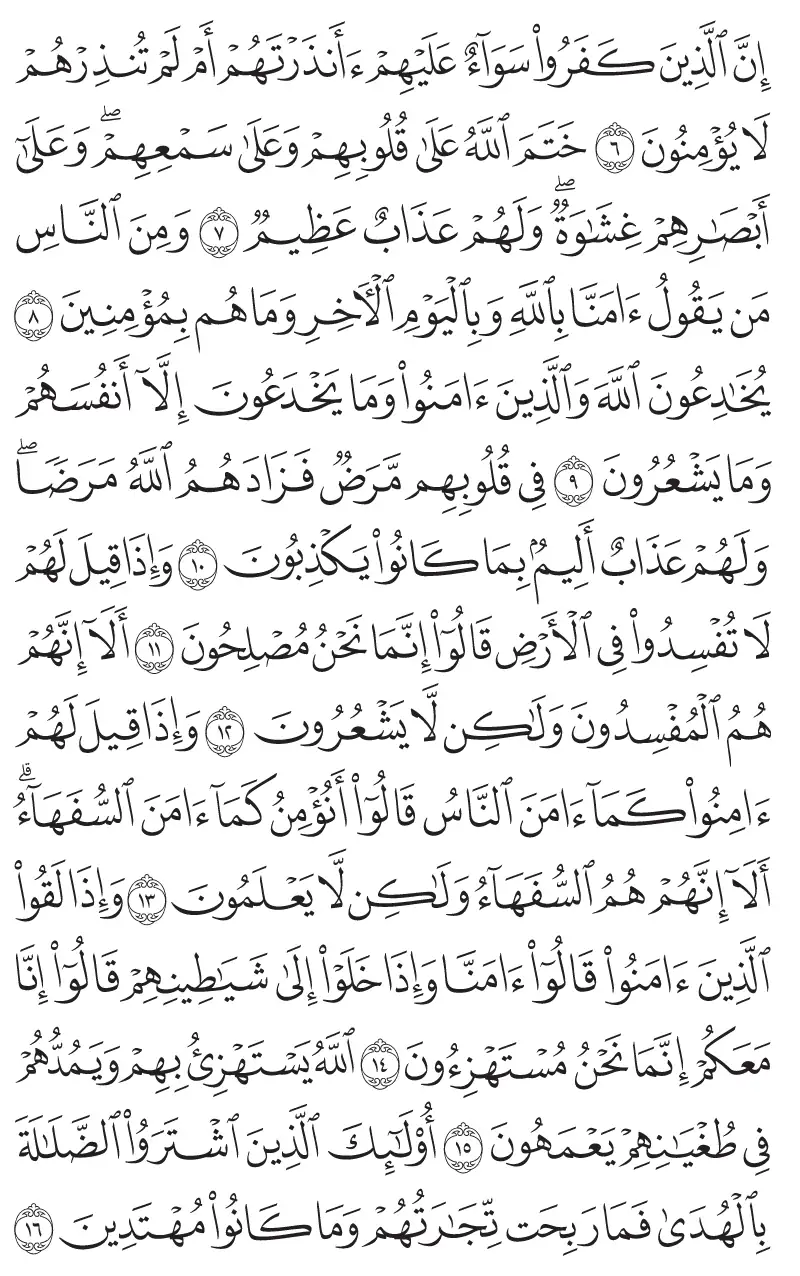 إِنَّ ٱلَّذِينَ كَفَرُوا۟ سَوَآءٌ عَلَيْهِمْ ءَأَنذَرْتَهُمْ أَمْ لَمْ تُنذِرْهُمْ
لَا يُؤْمِنُونَ ٦ خَتَمَ ٱللَّهُ عَلَىٰ قُلُوبِهِمْ وَعَلَىٰ سَمْعِهِمْ ۖ وَعَلَىٰٓ
أَبْصَٰرِهِمْ غِشَٰوَةٌ ۖ وَلَهُمْ عَذَابٌ عَظِيمٌ ٧ وَمِنَ ٱلنَّاسِ
مَن يَقُولُ ءَامَنَّا بِٱللَّهِ وَبِٱلْيَوْمِ ٱلْـَٔاخِرِ وَمَا هُم بِمُؤْمِنِينَ ٨
يُخَٰدِعُونَ ٱللَّهَ وَٱلَّذِينَ ءَامَنُوا۟ وَمَا يَخْدَعُونَ إِلَّآ أَنفُسَهُمْ
وَمَا يَشْعُرُونَ ٩ فِى قُلُوبِهِم مَّرَضٌ فَزَادَهُمُ ٱللَّهُ مَرَضًا ۖ
وَلَهُمْ عَذَابٌ أَلِيمٌۢ بِمَا كَانُوا۟ يَكْذِبُونَ ١٠ وَإِذَا قِيلَ لَهُمْ
لَا تُفْسِدُوا۟ فِى ٱلْأَرْضِ قَالُوٓا۟ إِنَّمَا نَحْنُ مُصْلِحُونَ ١١ أَلَآ إِنَّهُمْ
هُمُ ٱلْمُفْسِدُونَ وَلَٰكِن لَّا يَشْعُرُونَ ١٢ وَإِذَا قِيلَ لَهُمْ
ءَامِنُوا۟ كَمَآ ءَامَنَ ٱلنَّاسُ قَالُوٓا۟ أَنُؤْمِنُ كَمَآ ءَامَنَ ٱلسُّفَهَآءُ ۗ
أَلَآ إِنَّهُمْ هُمُ ٱلسُّفَهَآءُ وَلَٰكِن لَّا يَعْلَمُونَ ١٣ وَإِذَا لَقُوا۟
ٱلَّذِينَ ءَامَنُوا۟ قَالُوٓا۟ ءَامَنَّا وَإِذَا خَلَوْا۟ إِلَىٰ شَيَٰطِينِهِمْ قَالُوٓا۟ إِنَّا
مَعَكُمْ إِنَّمَا نَحْنُ مُسْتَهْزِءُونَ ١٤ ٱللَّهُ يَسْتَهْزِئُ بِهِمْ وَيَمُدُّهُمْ
فِى طُغْيَٰنِهِمْ يَعْمَهُونَ ١٥ أُو۟لَٰٓئِكَ ٱلَّذِينَ ٱشْتَرَوُا۟ ٱلضَّلَٰلَةَ
بِٱلْهُدَىٰ فَمَا رَبِحَت تِّجَٰرَتُهُمْ وَمَا كَانُوا۟ مُهْتَدِينَ ١٦